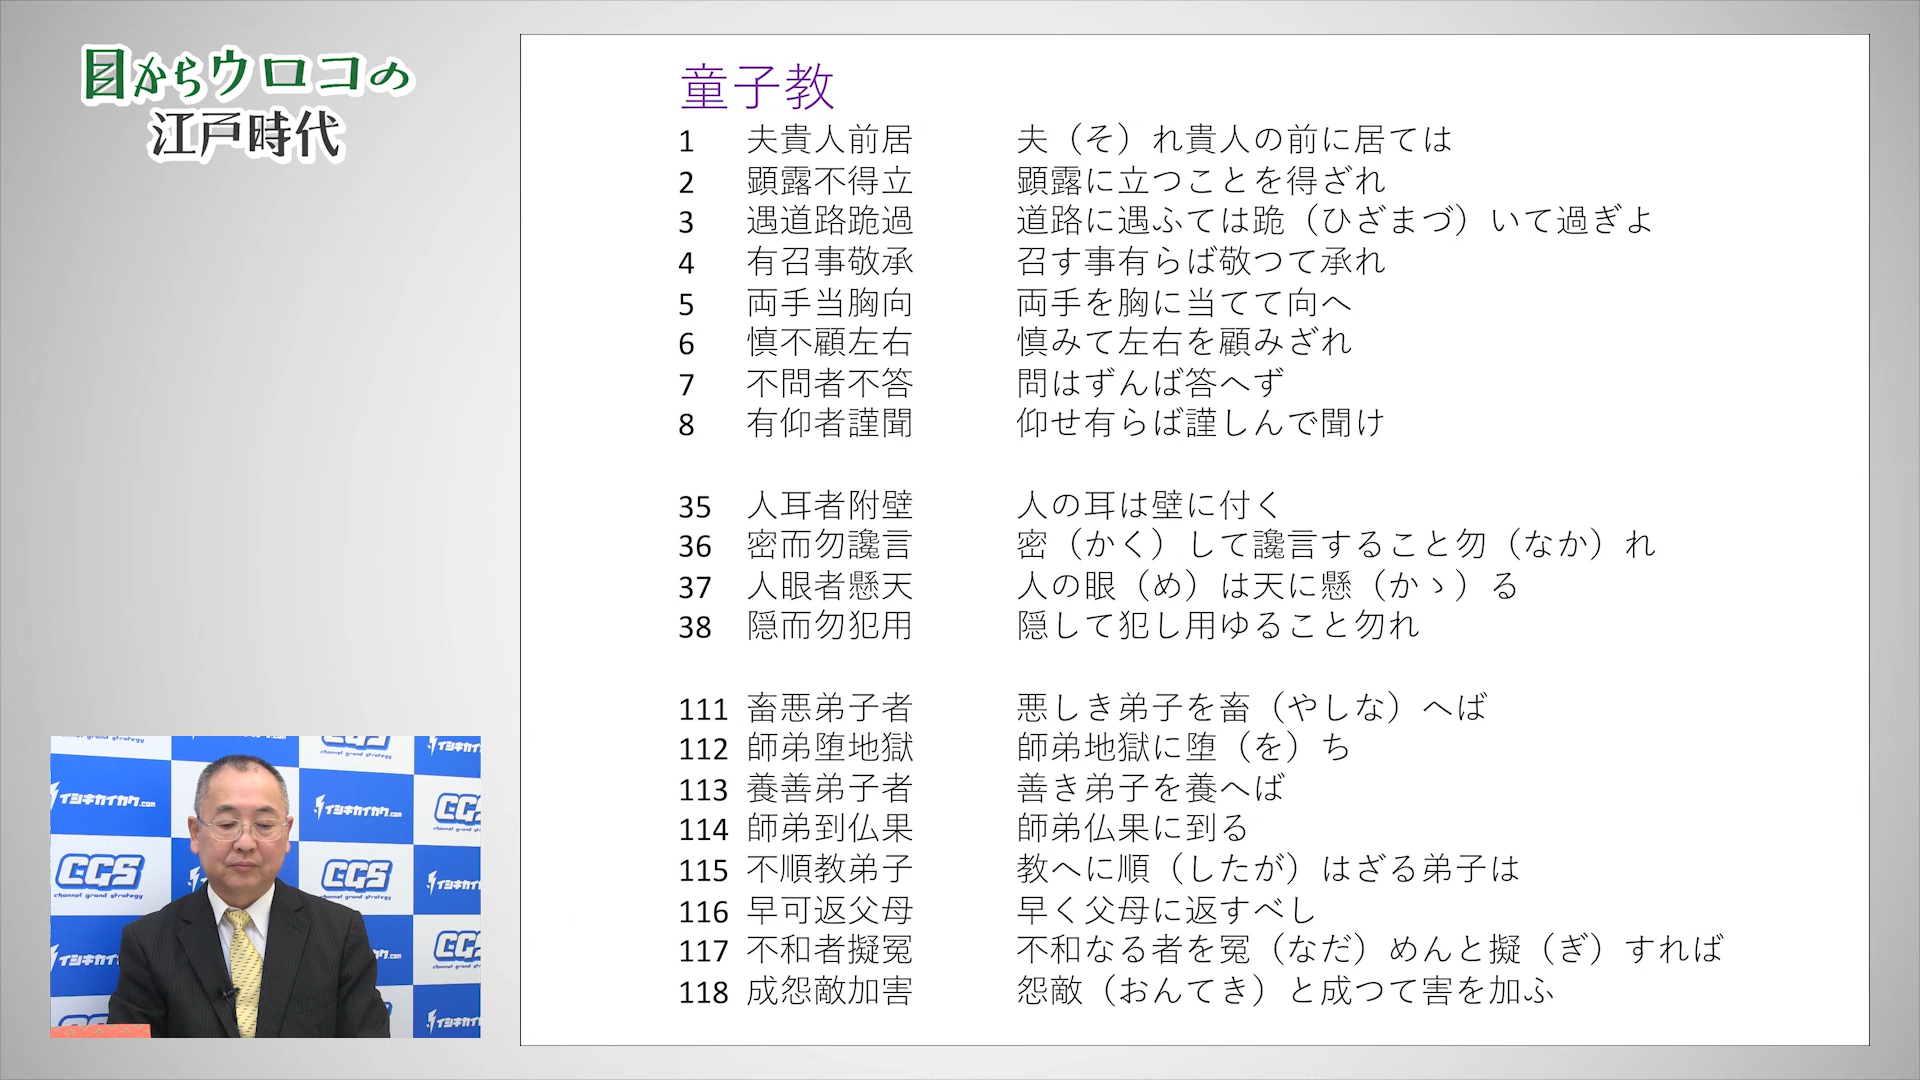 目からウロコの
江戸時代
童子教
1 夫貴人前居 夫（そ）れ貴人の前に居ては
2 顕露不得立 顕露に立つことを得ざれ
3 遇道路跪過 道路に遇ふては跪（ひざまづ）いて過ぎよ
4 有召事敬承 召す事有らば敬つて承れ
5 両手当胸向 両手を胸に当てて向へ
6 慎不顧左右 慎みて左右を顧みざれ
7 不問者不答 問はずんば答へず
8 有仰者謹聞 仰せ有らば謹しんで聞け
35 人耳者附壁 人の耳は壁に付く
36 密而勿讒言 密（かく）して讒言すること勿（なか）れ
37 人眼者懸天 人の眼（め）は天に懸（かゝ）る
38 隠而勿犯用 隠して犯し用ゆること勿れ
111 畜悪弟子者 悪しき弟子を畜（やしな）へば
112 師弟堕地獄 師弟地獄に堕（を）ち
113 養善弟子者 善き弟子を養へば
114 師弟到仏果 師弟仏果に到る
115 不順教弟子 教へに順（したが）はざる弟子は
116 早可返父母 早く父母に返すべし
117 不和者擬冤 不和なる者を冤（なだ）めんと擬（ぎ）すれば
118 成怨敵加害 怨敵（おんてき）と成つて害を加ふ
イシキカイカク.com
CGS
channel grand strategy